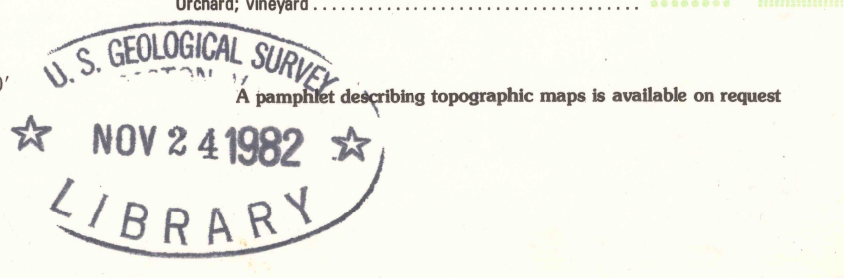 Orchard; Vineyard
U. S. GEOLOGICAL SURVEY
A pamphlet describing topographic maps is available on request
NOV 24 1982
LIBRARY